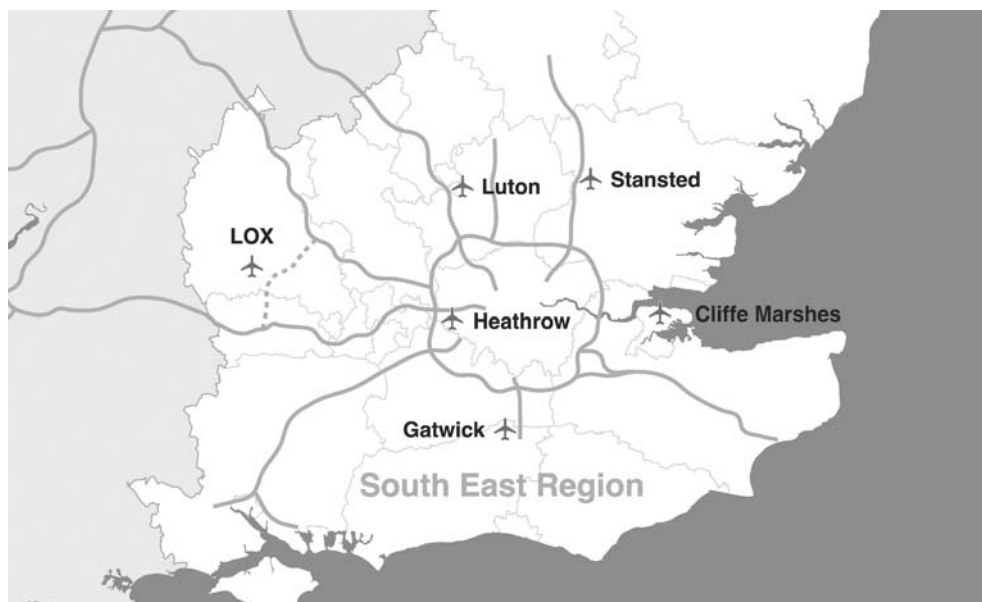 Luton
Stansted
LOX
Heathrow
Cliffe Marshes
Gatwick
South East Region